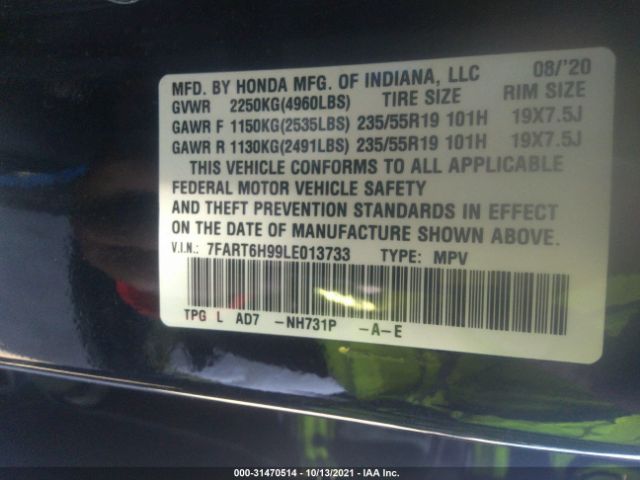 MFD. BY HONDA MFG. OF INDIANA, LLC 08/'20
GVWR 2250KG(4960LBS) TIRE SIZE RIM SIZE
GAWR F 1150KG(2535LBS) 235/55R19 101H 19X7.5J
GAWR R 1130KG(2491LBS) 235/55R19 101H 19X7.5J
THIS VEHICLE CONFORMS TO ALL APPLICABLE
FEDERAL MOTOR VEHICLE SAFETY
AND THEFT PREVENTION STANDARDS IN EFFECT
ON THE DATE OF MANUFACTURE SHOWN ABOVE.
V.I.N.: 7FART6H99LE013733 TYPE: MPV
TPG L AD7 -NH731P -A-E
000-31470514 - 10/13/2021 - IAA Inc.